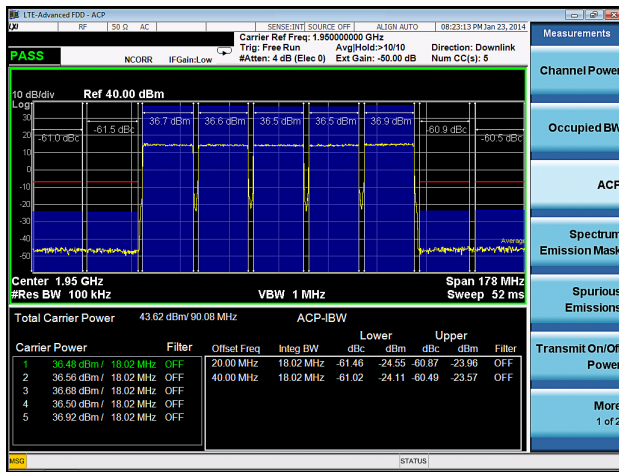 LTE-Advanced FDD - ACP
LXI RF 50 Ω AC SENSE:INT SOURCE OFF ALIGN AUTO 08:23:13 PM Jan 23, 2014
Carrier Ref Freq: 1.950000000 GHz
PASS Trig: Free Run Avg|Hold:>10/10 Direction: Downlink
NCORR IFGain:Low #Atten: 4 dB (Elec 0) Ext Gain: -50.00 dB Num CC(s): 5
10 dB/div Ref 40.00 dBm
Log
30
20
10
0
-10
-20
-30
-40
-50
-61.0 dBc -61.5 dBc 36.7 dBm 36.6 dBm 36.5 dBm 36.5 dBm 36.9 dBm -60.9 dBc -60.5 dBc
Average
Center 1.95 GHz Span 178 MHz
#Res BW 100 kHz VBW 1 MHz Sweep 52 ms
Total Carrier Power 43.62 dBm/ 90.08 MHz ACP-IBW
Lower Upper
Carrier Power Filter Offset Freq Integ BW dBc dBm dBc dBm Filter
1 36.48 dBm / 18.02 MHz OFF 20.00 MHz 18.02 MHz -61.46 -24.55 -60.87 -23.96 OFF
2 36.56 dBm / 18.02 MHz OFF 40.00 MHz 18.02 MHz -61.02 -24.11 -60.49 -23.57 OFF
3 36.68 dBm / 18.02 MHz OFF
4 36.50 dBm / 18.02 MHz OFF
5 36.92 dBm / 18.02 MHz OFF
MSG STATUS
Measurements
Channel Power
Occupied BW
ACP
Spectrum
Emission Mask
Spurious
Emissions
Transmit On/Off
Power
More
1 of 2